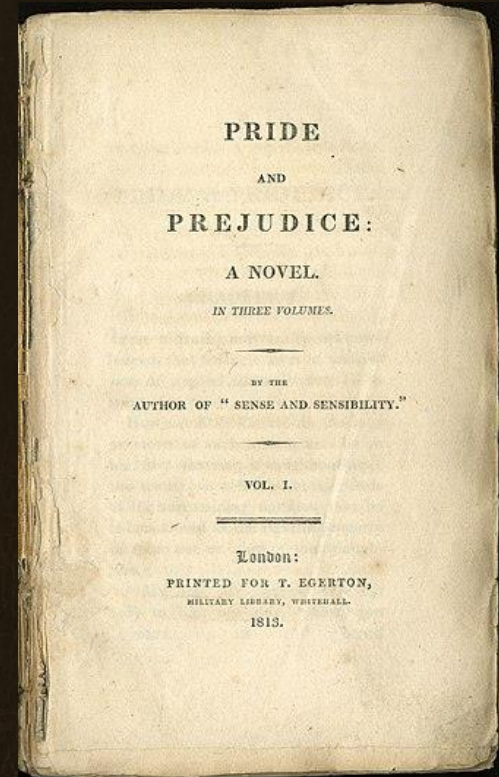 PRIDE
AND
PREJUDICE:
A NOVEL.
IN THREE VOLUMES.
BY THE
AUTHOR OF “ SENSE AND SENSIBILITY.”
VOL. I.
London:
PRINTED FOR T. EGERTON,
MILITARY LIBRARY, WHITEHALL.
1813.